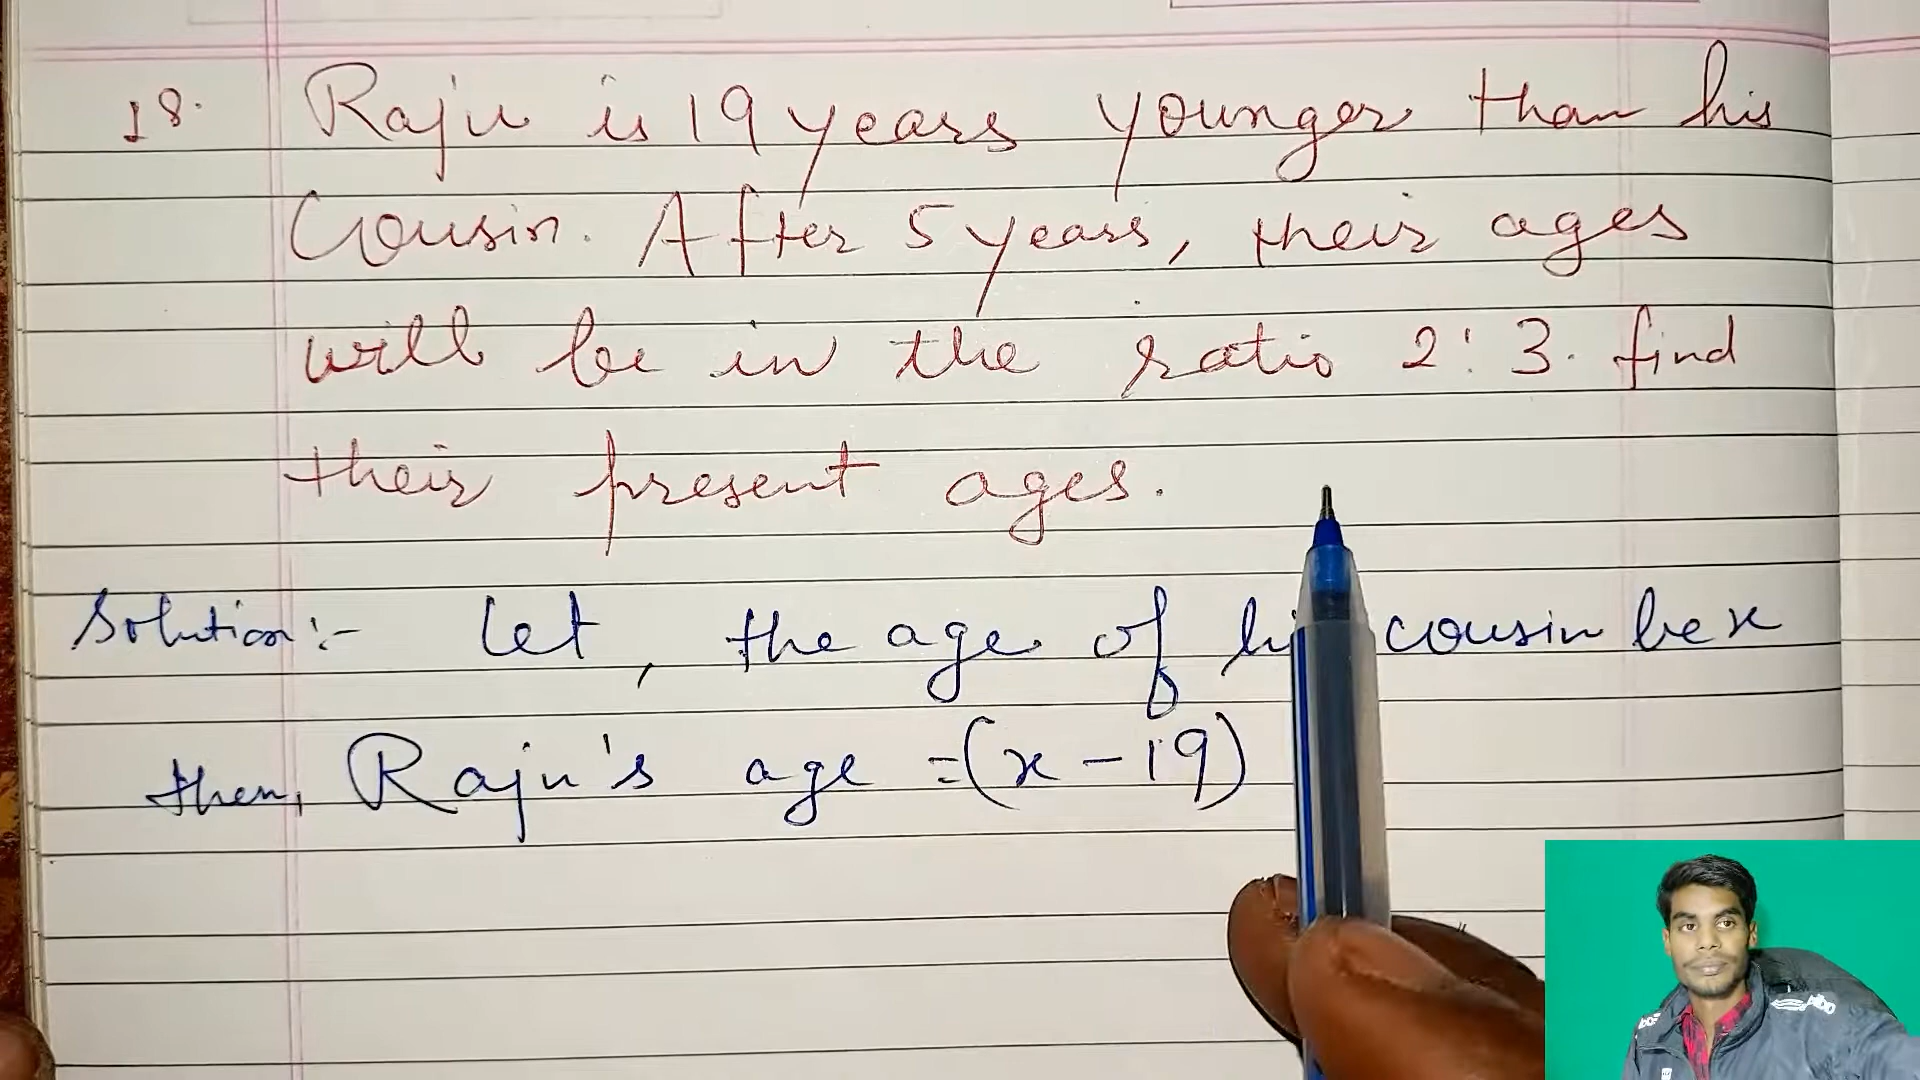 18. Raju is 19 years younger than his
Cousin. After 5 years, their ages
will be in the ratio 2:3. find
their present ages.
Solution:- Let, the age of hi cousin be x
then, Raju's age =(x-19)